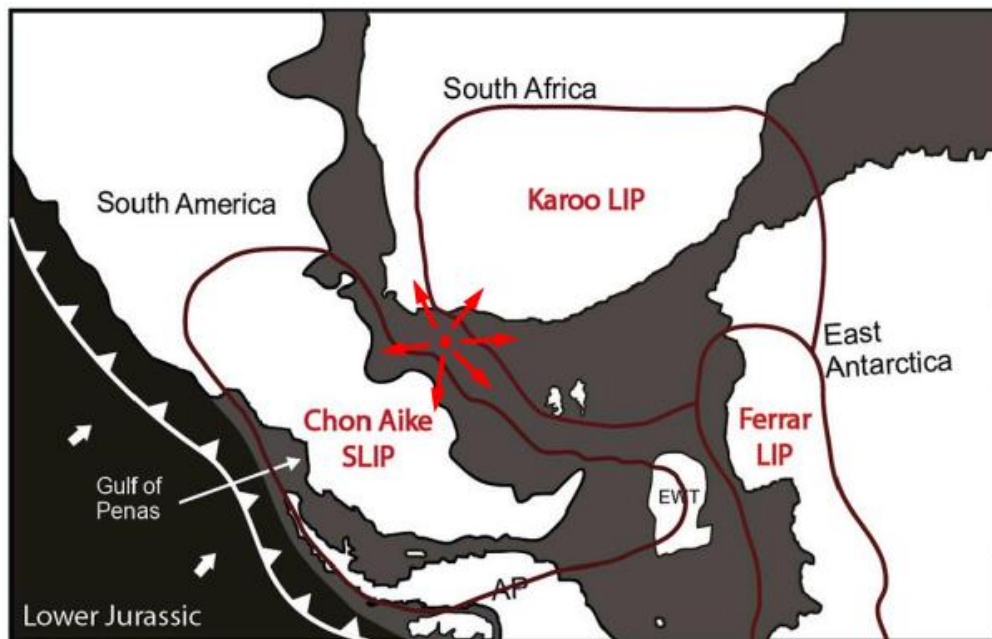 South Africa
Karoo LIP
South America
East
Antarctica
Chon Aike
SLIP
Ferrar
LIP
Gulf of
Penas
EWT
AP
Lower Jurassic